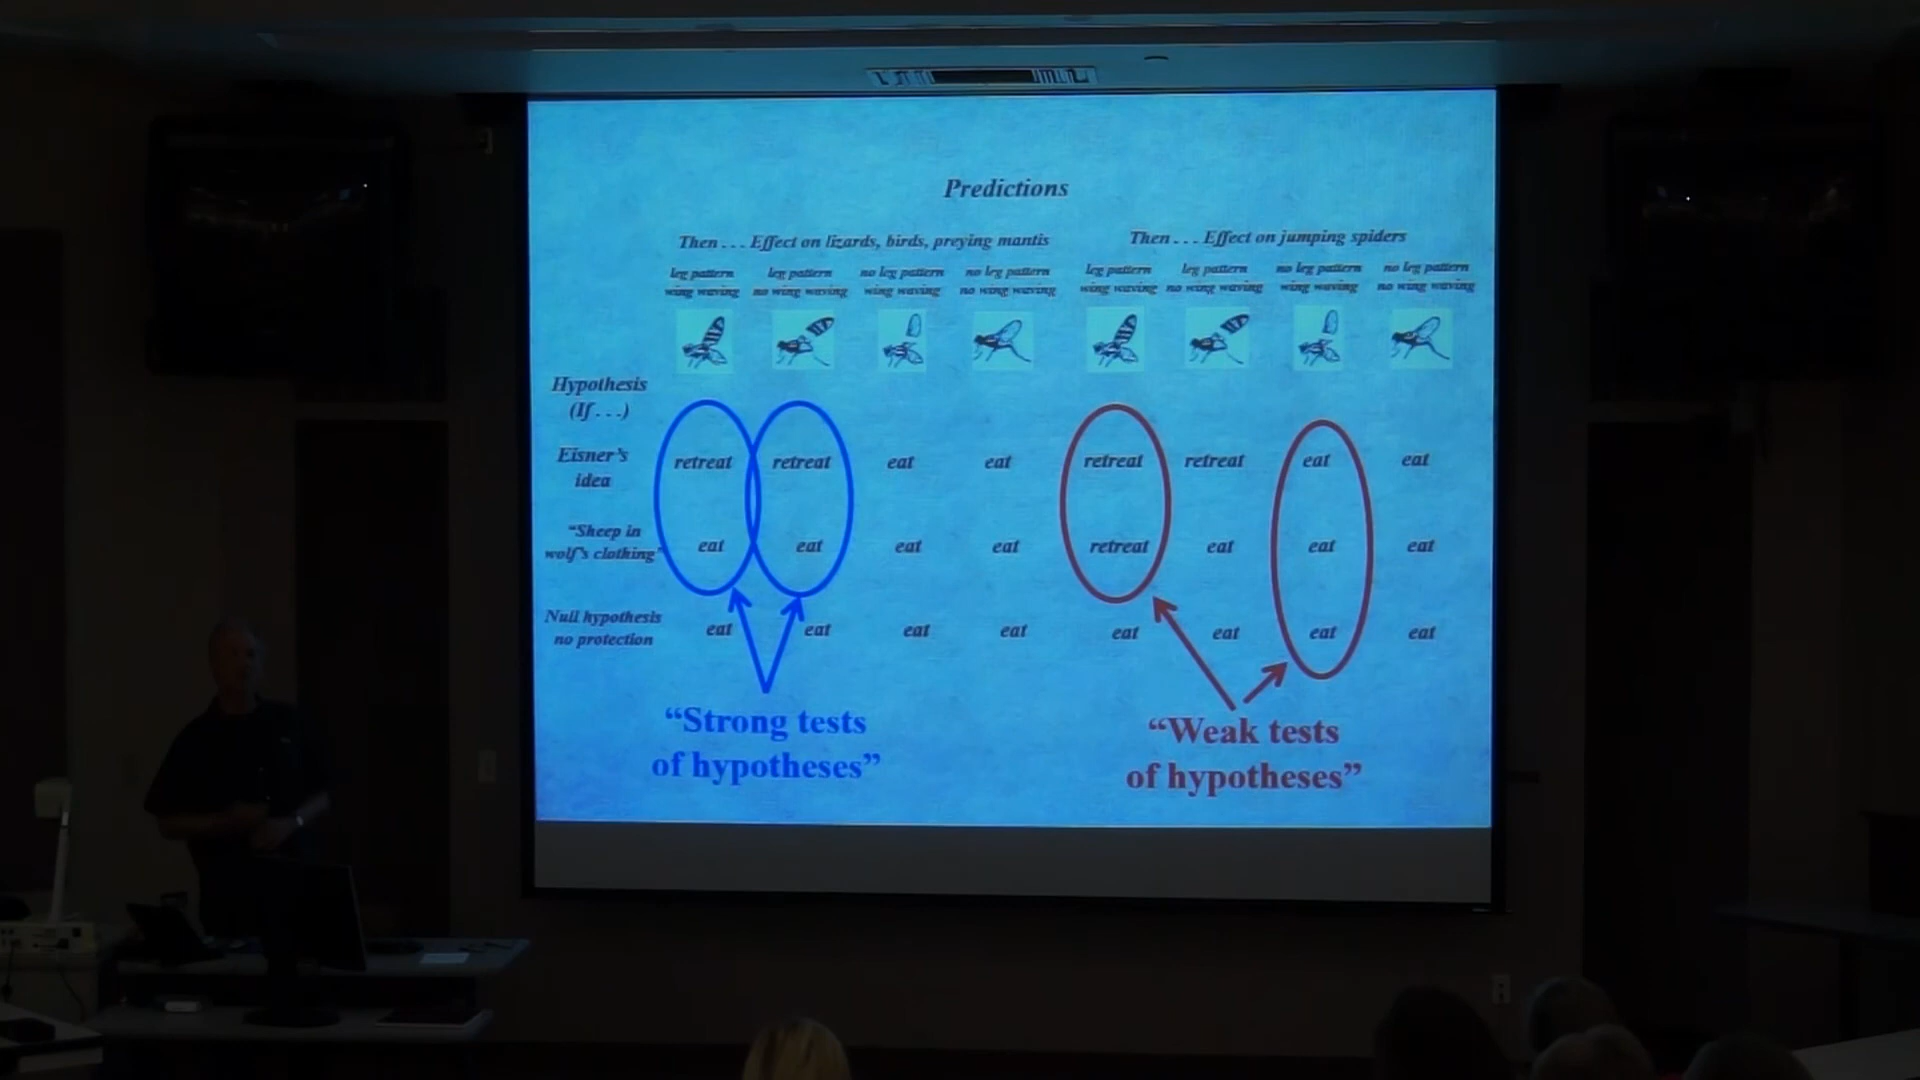 Predictions
Then . . . Effect on lizards, birds, preying mantis
Then . . . Effect on jumping spiders
leg pattern leg pattern no leg pattern no leg pattern leg pattern leg pattern no leg pattern no leg pattern
wing waving no wing waving wing waving no wing waving wing waving no wing waving wing waving no wing waving
Hypothesis
(If . . .)
Eisner's
idea
retreat retreat eat eat retreat retreat eat eat
“Sheep in
wolf's clothing”
eat eat eat eat retreat eat eat eat
Null hypothesis
no protection
eat eat eat eat eat eat eat eat
“Strong tests
of hypotheses”
“Weak tests
of hypotheses”